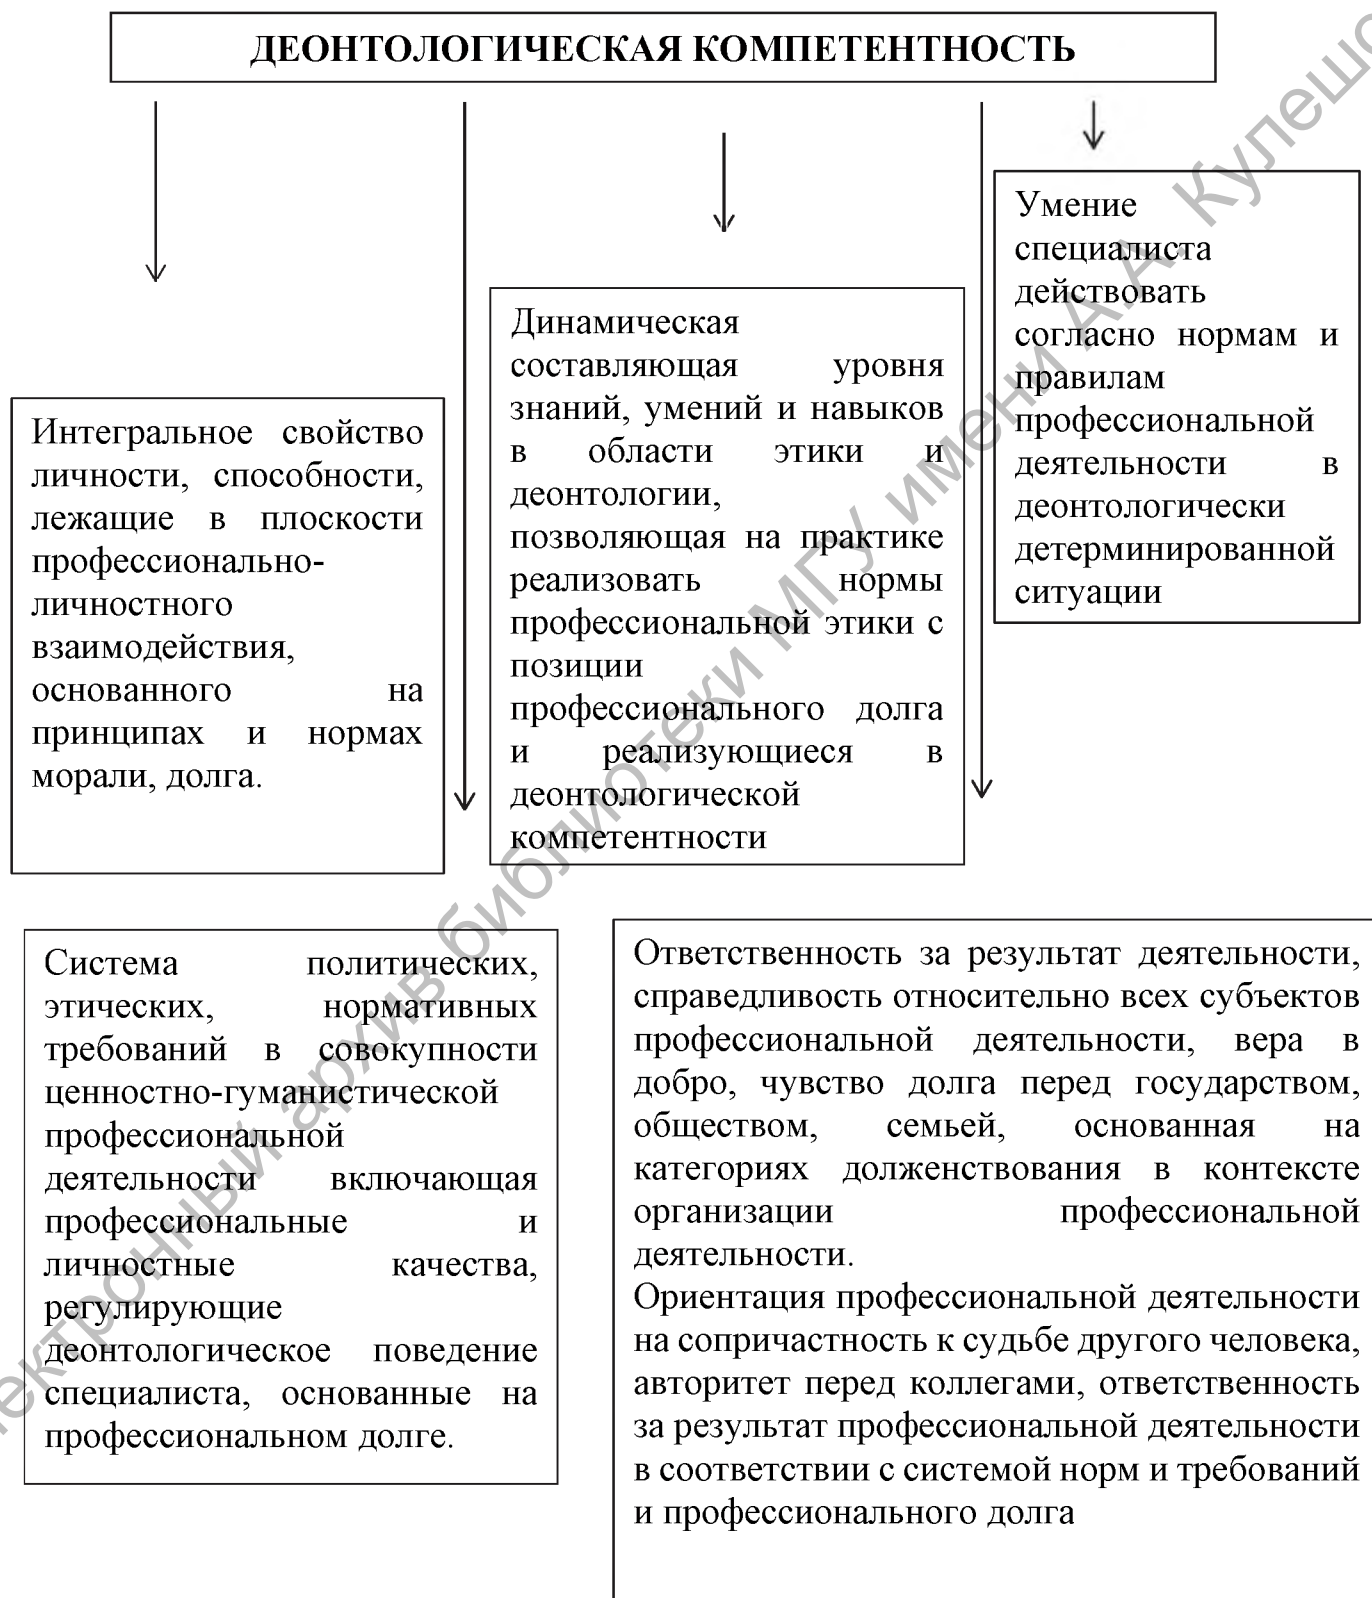 ДЕОНТОЛОГИЧЕСКАЯ КОМПЕТЕНТНОСТЬ
Интегральное свойство
личности, способности,
лежащие в плоскости
профессионально-
личностного
взаимодействия,
основанного на
принципах и нормах
морали, долга.
Динамическая
составляющая уровня
знаний, умений и навыков
в области этики и
деонтологии,
позволяющая на практике
реализовать нормы
профессиональной этики с
позиции
профессионального долга
и реализующиеся в
деонтологической
компетентности
Умение
специалиста
действовать
согласно нормам и
правилам
профессиональной
деятельности в
деонтологически
детерминированной
ситуации
Система политических,
этических, нормативных
требований в совокупности
ценностно-гуманистической
профессиональной
деятельности включающая
профессиональные и
личностные качества,
регулирующие
деонтологическое поведение
специалиста, основанные на
профессиональном долге.
Ответственность за результат деятельности,
справедливость относительно всех субъектов
профессиональной деятельности, вера в
добро, чувство долга перед государством,
обществом, семьей, основанная на
категориях долженствования в контексте
организации профессиональной
деятельности.
Ориентация профессиональной деятельности
на сопричастность к судьбе другого человека,
авторитет перед коллегами, ответственность
за результат профессиональной деятельности
в соответствии с системой норм и требований
и профессионального долга
лектронный архив библиотеки МГУ имени А.А. Кулешо